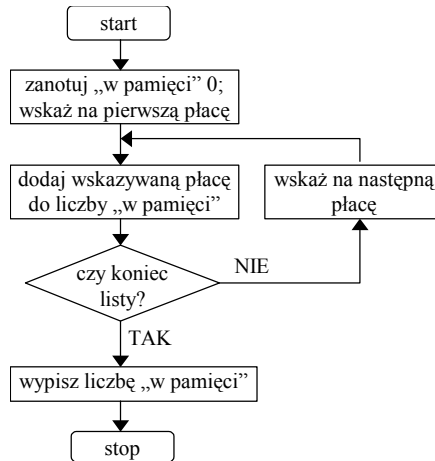 start
zanotuj „w pamięci” 0;
wskaż na pierwszą płacę
dodaj wskazywaną płacę
do liczby „w pamięci”
wskaż na następną
płacę
czy koniec
listy?
NIE
TAK
wypisz liczbę „w pamięci”
stop